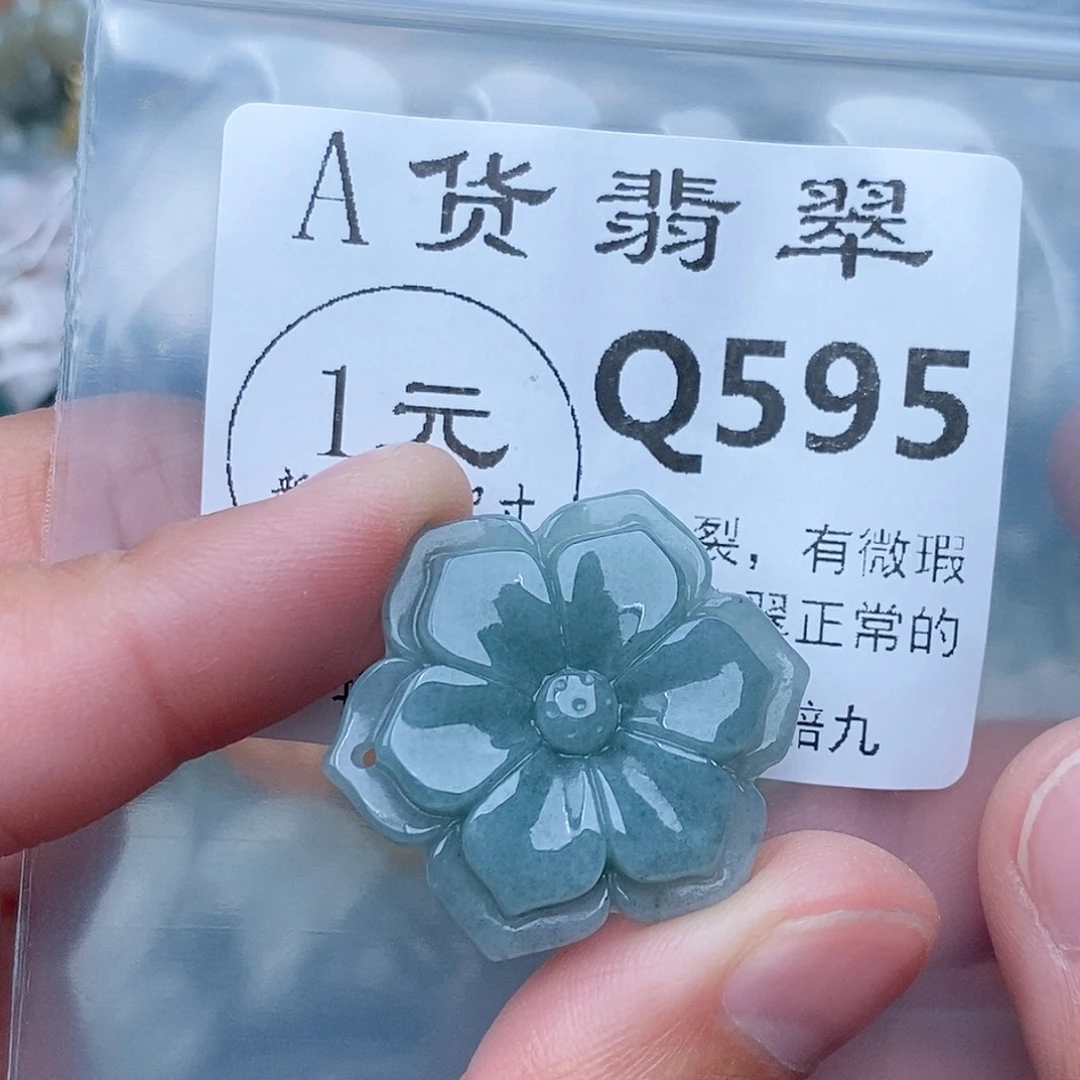 A货翡翠
1元
Q595
裂，有微瑕
翠正常的
倍九